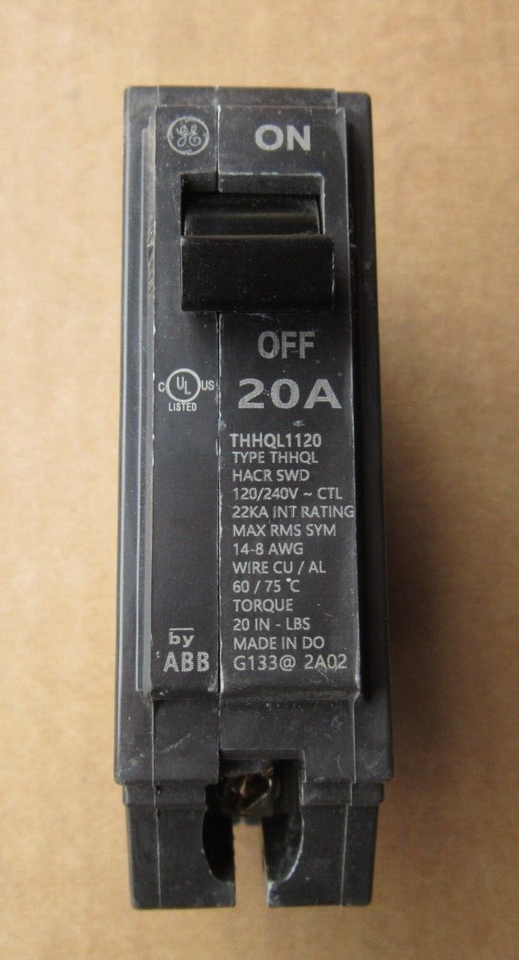 GE
ON
OFF
20A
C UL US
LISTED
THHQL1120
TYPE THHQL
HACR SWD
120/240V ~ CTL
22KA INT RATING
MAX RMS SYM
14-8 AWG
WIRE CU / AL
60 / 75 °C
TORQUE
20 IN - LBS
MADE IN DO
G133@ 2A02
by
ABB